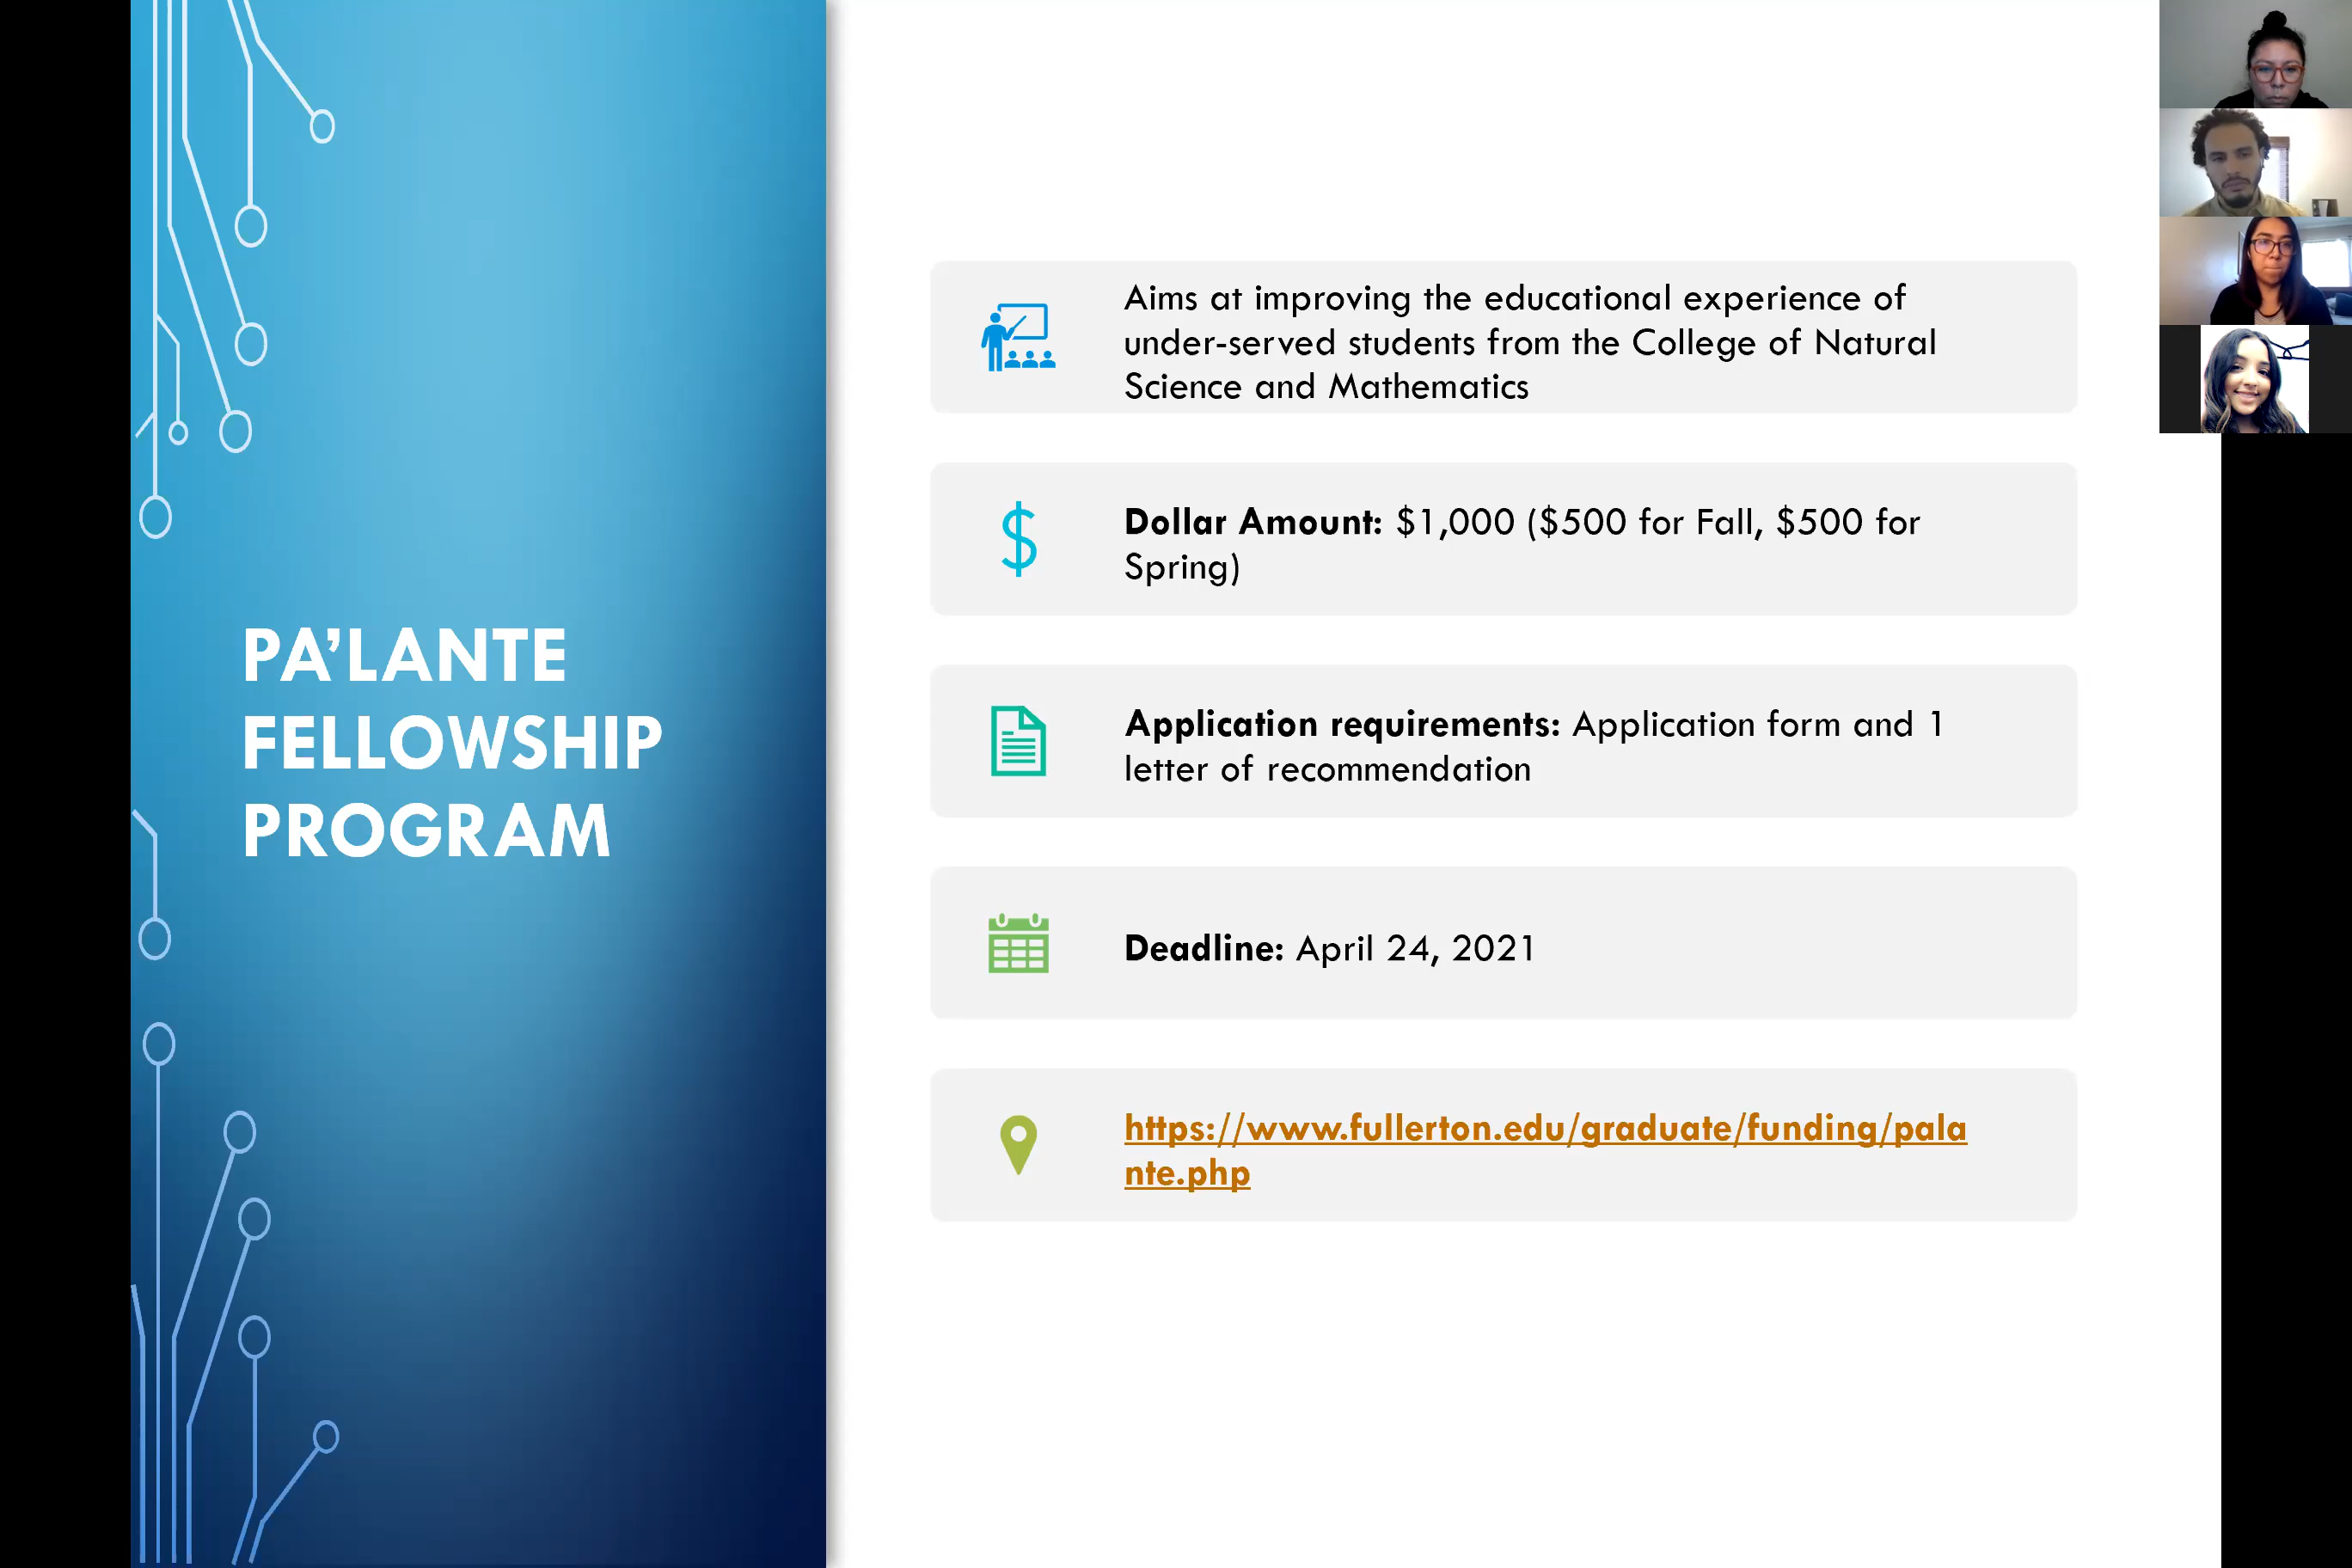 PA’LANTE
FELLOWSHIP
PROGRAM
Aims at improving the educational experience of
under-served students from the College of Natural
Science and Mathematics
Dollar Amount: $1,000 ($500 for Fall, $500 for
Spring)
Application requirements: Application form and 1
letter of recommendation
Deadline: April 24, 2021
https://www.fullerton.edu/graduate/funding/pala
nte.php